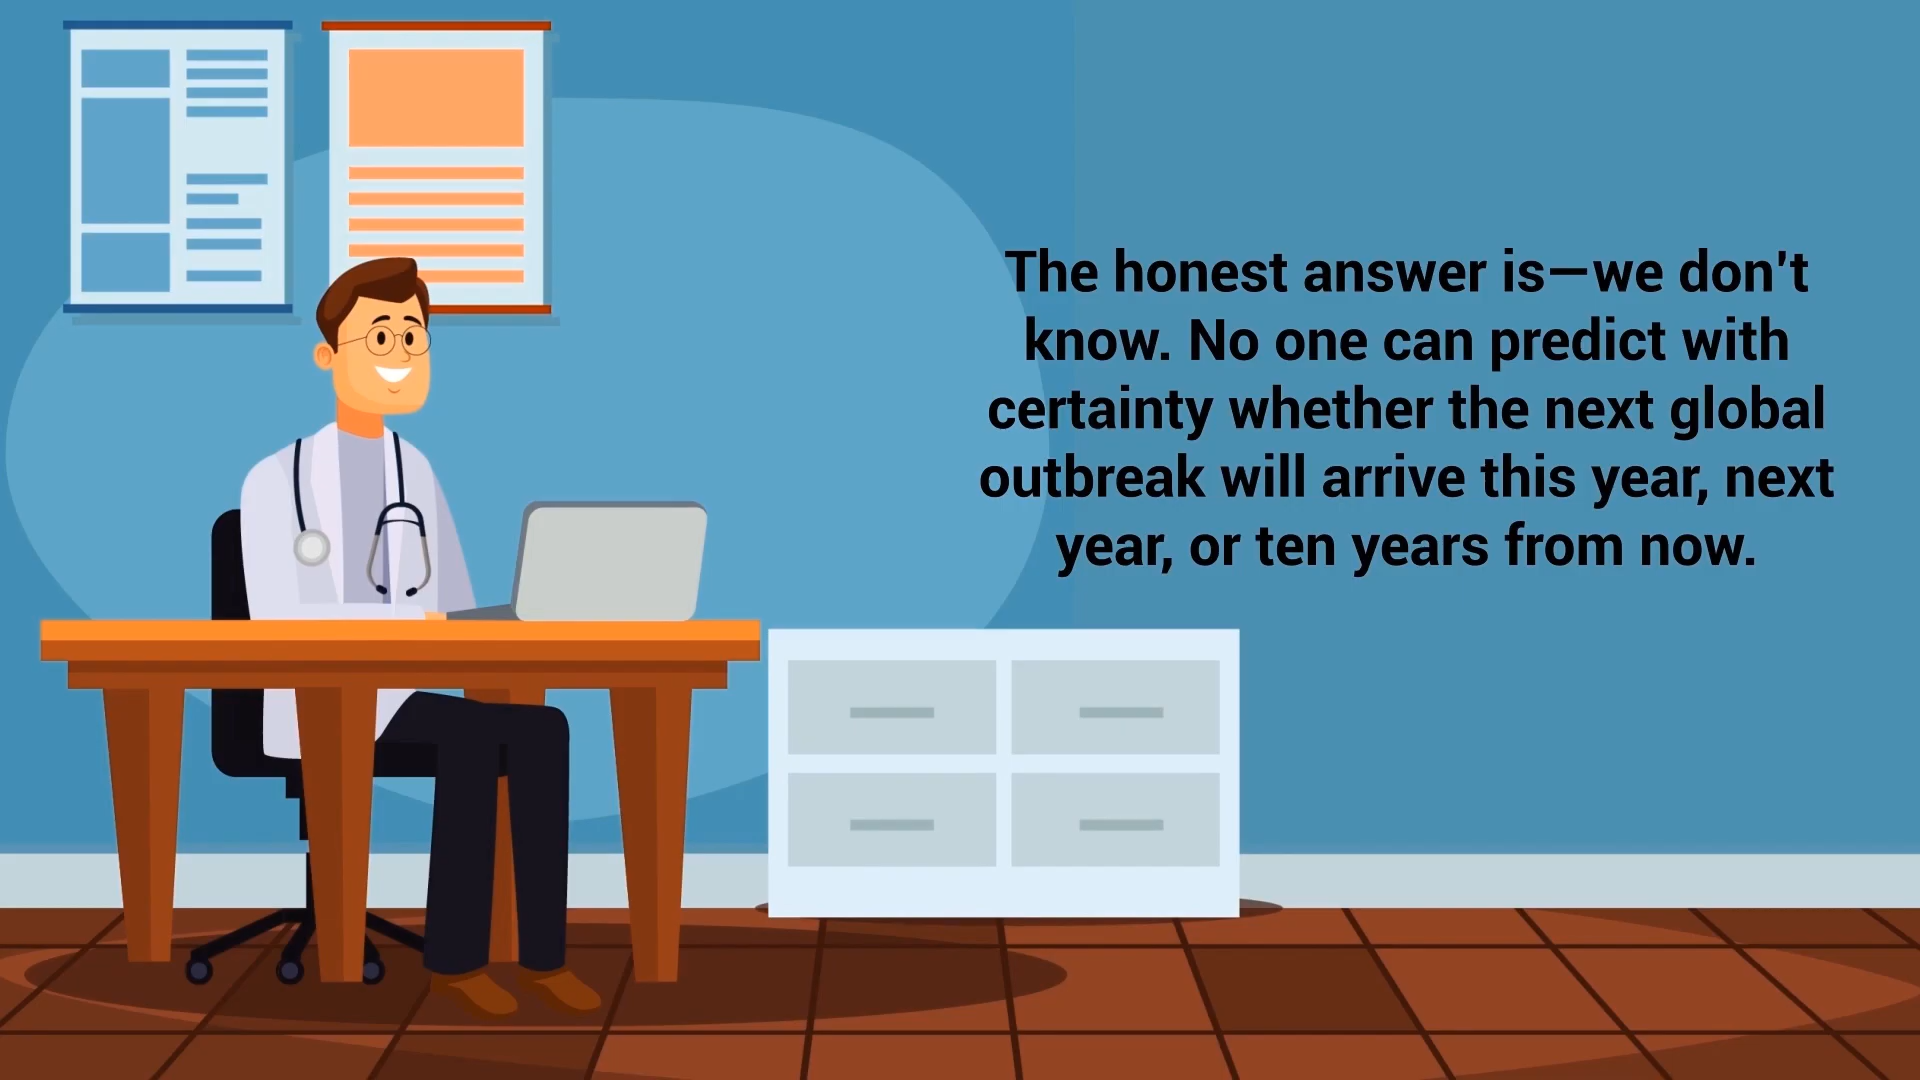 The honest answer is—we don't
know. No one can predict with
certainty whether the next global
outbreak will arrive this year, next
year, or ten years from now.